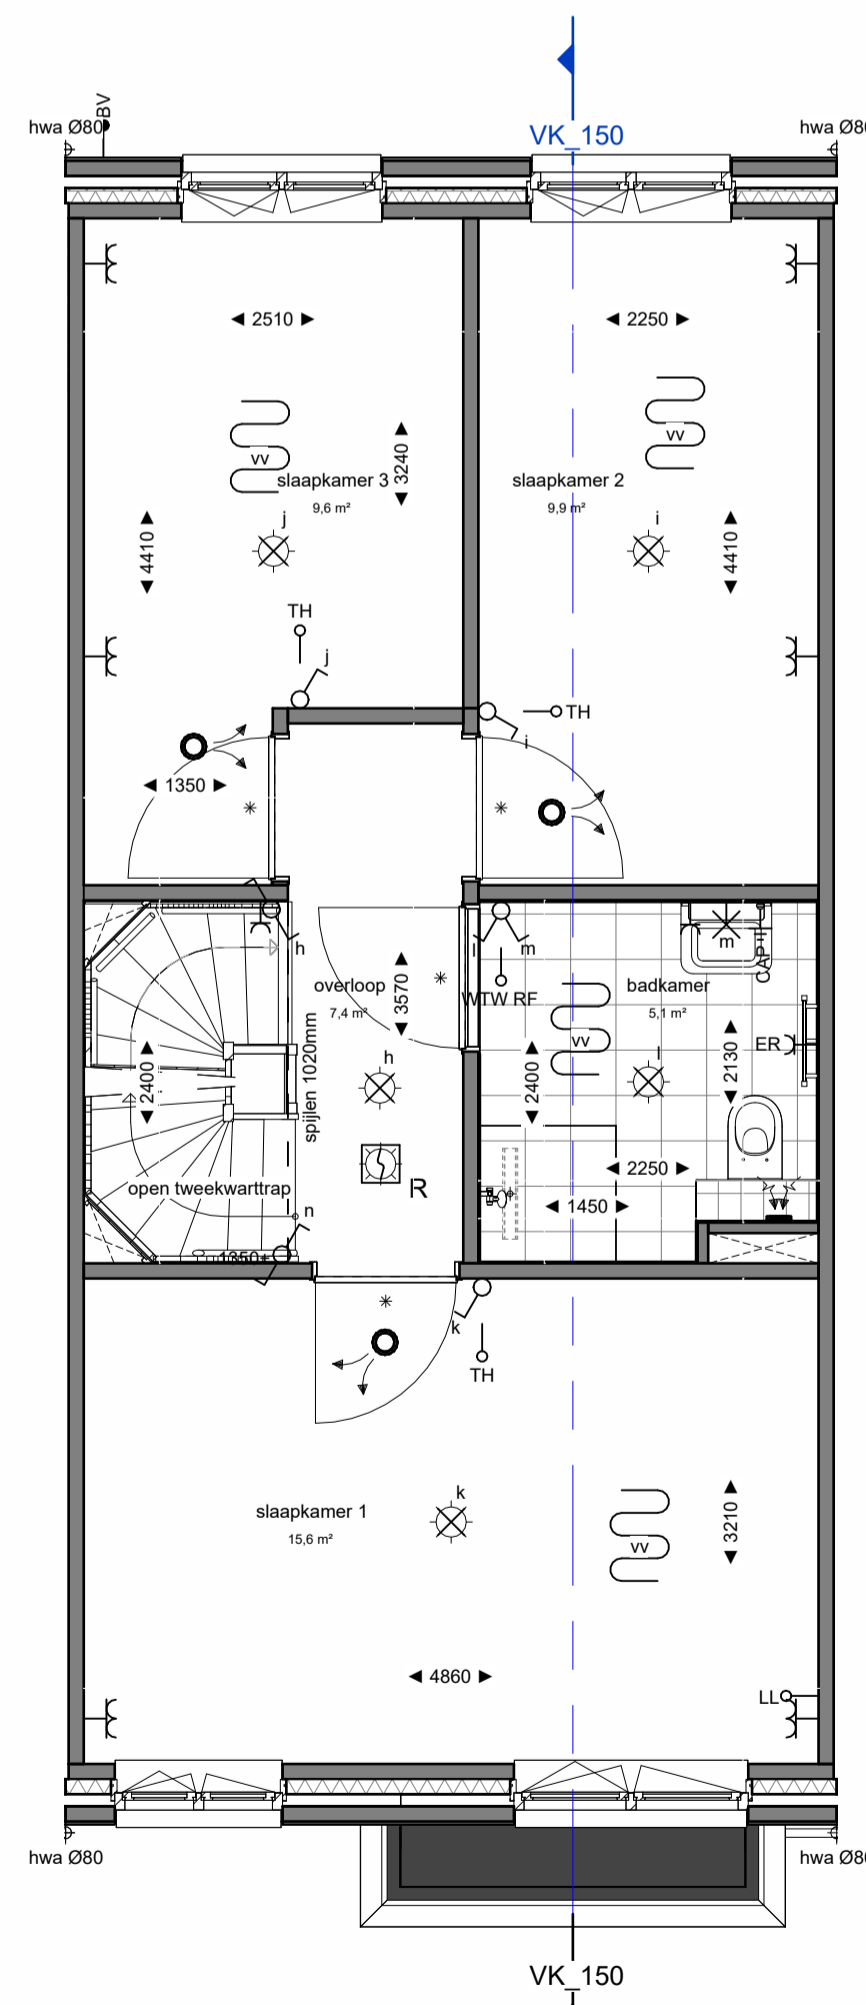 BV
hwa Ø80
hwa Ø80
VK_150
◄ 2510 ►
◄ 2250 ►
vv
vv
◄ 3240 ►
slaapkamer 3
9,6 m²
slaapkamer 2
9,9 m²
j
i
◄ 4410 ►
◄ 4410 ►
TH
j
TH
i
◄ 1350 ►
h
l
m
m
CAP
WTW RF
overloop
7,4 m²
◄ 3570 ►
badkamer
5,1 m²
vv
ER
◄ 2130 ►
◄ 2400 ►
◄ 2400 ►
h
l
spijlen 1020mm
R
◄ 2250 ►
open tweekwarttrap
n
◄ 1450 ►
1350+
k
TH
k
slaapkamer 1
15,6 m²
vv
◄ 3210 ►
◄ 4860 ►
LL
hwa Ø80
hwa Ø80
VK_150